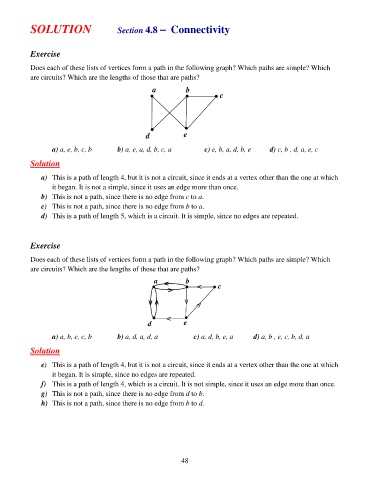 SOLUTION Section 4.8 – Connectivity
Exercise
Does each of these lists of vertices form a path in the following graph? Which paths are simple? Which
are circuits? Which are the lengths of those that are paths?
a b
c
d e
a) a, e, b, c, b b) a, e, a, d, b, c, a c) e, b, a, d, b, e d) c, b , d, a, e, c
Solution
a) This is a path of length 4, but it is not a circuit, since it ends at a vertex other than the one at which
it began. It is not a simple, since it uses an edge more than once.
b) This is not a path, since there is no edge from c to a.
c) This is not a path, since there is no edge from b to a.
d) This is a path of length 5, which is a circuit. It is simple, since no edges are repeated.
Exercise
Does each of these lists of vertices form a path in the following graph? Which paths are simple? Which
are circuits? Which are the lengths of those that are paths?
a b
c
d e
a) a, b, e, c, b b) a, d, a, d, a c) a, d, b, e, a d) a, b , e, c, b, d, a
Solution
e) This is a path of length 4, but it is not a circuit, since it ends at a vertex other than the one at which
it began. It is simple, since no edges are repeated.
f) This is a path of length 4, which is a circuit. It is not simple, since it uses an edge more than once.
g) This is not a path, since there is no edge from d to b.
h) This is not a path, since there is no edge from b to d.
48